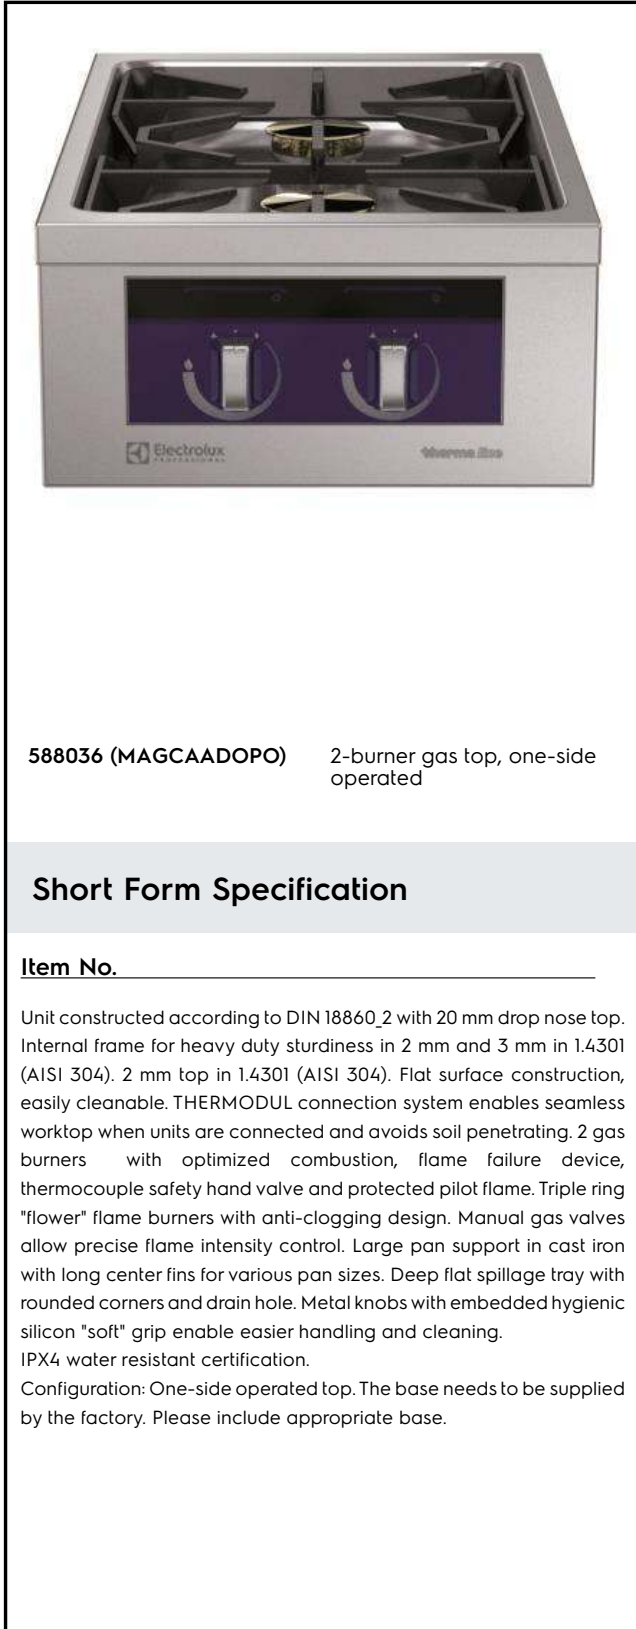 Electrolux
PROFESSIONAL
therma line
588036 (MAGCAADOPO)
2-burner gas top, one-side
operated
Short Form Specification
Item No.
Unit constructed according to DIN 18860_2 with 20 mm drop nose top.
Internal frame for heavy duty sturdiness in 2 mm and 3 mm in 1.4301
(AISI 304). 2 mm top in 1.4301 (AISI 304). Flat surface construction,
easily cleanable. THERMODUL connection system enables seamless
worktop when units are connected and avoids soil penetrating. 2 gas
burners with optimized combustion, flame failure device,
thermocouple safety hand valve and protected pilot flame. Triple ring
"flower" flame burners with anti-clogging design. Manual gas valves
allow precise flame intensity control. Large pan support in cast iron
with long center fins for various pan sizes. Deep flat spillage tray with
rounded corners and drain hole. Metal knobs with embedded hygienic
silicon "soft" grip enable easier handling and cleaning.
IPX4 water resistant certification.
Configuration: One-side operated top. The base needs to be supplied
by the factory. Please include appropriate base.